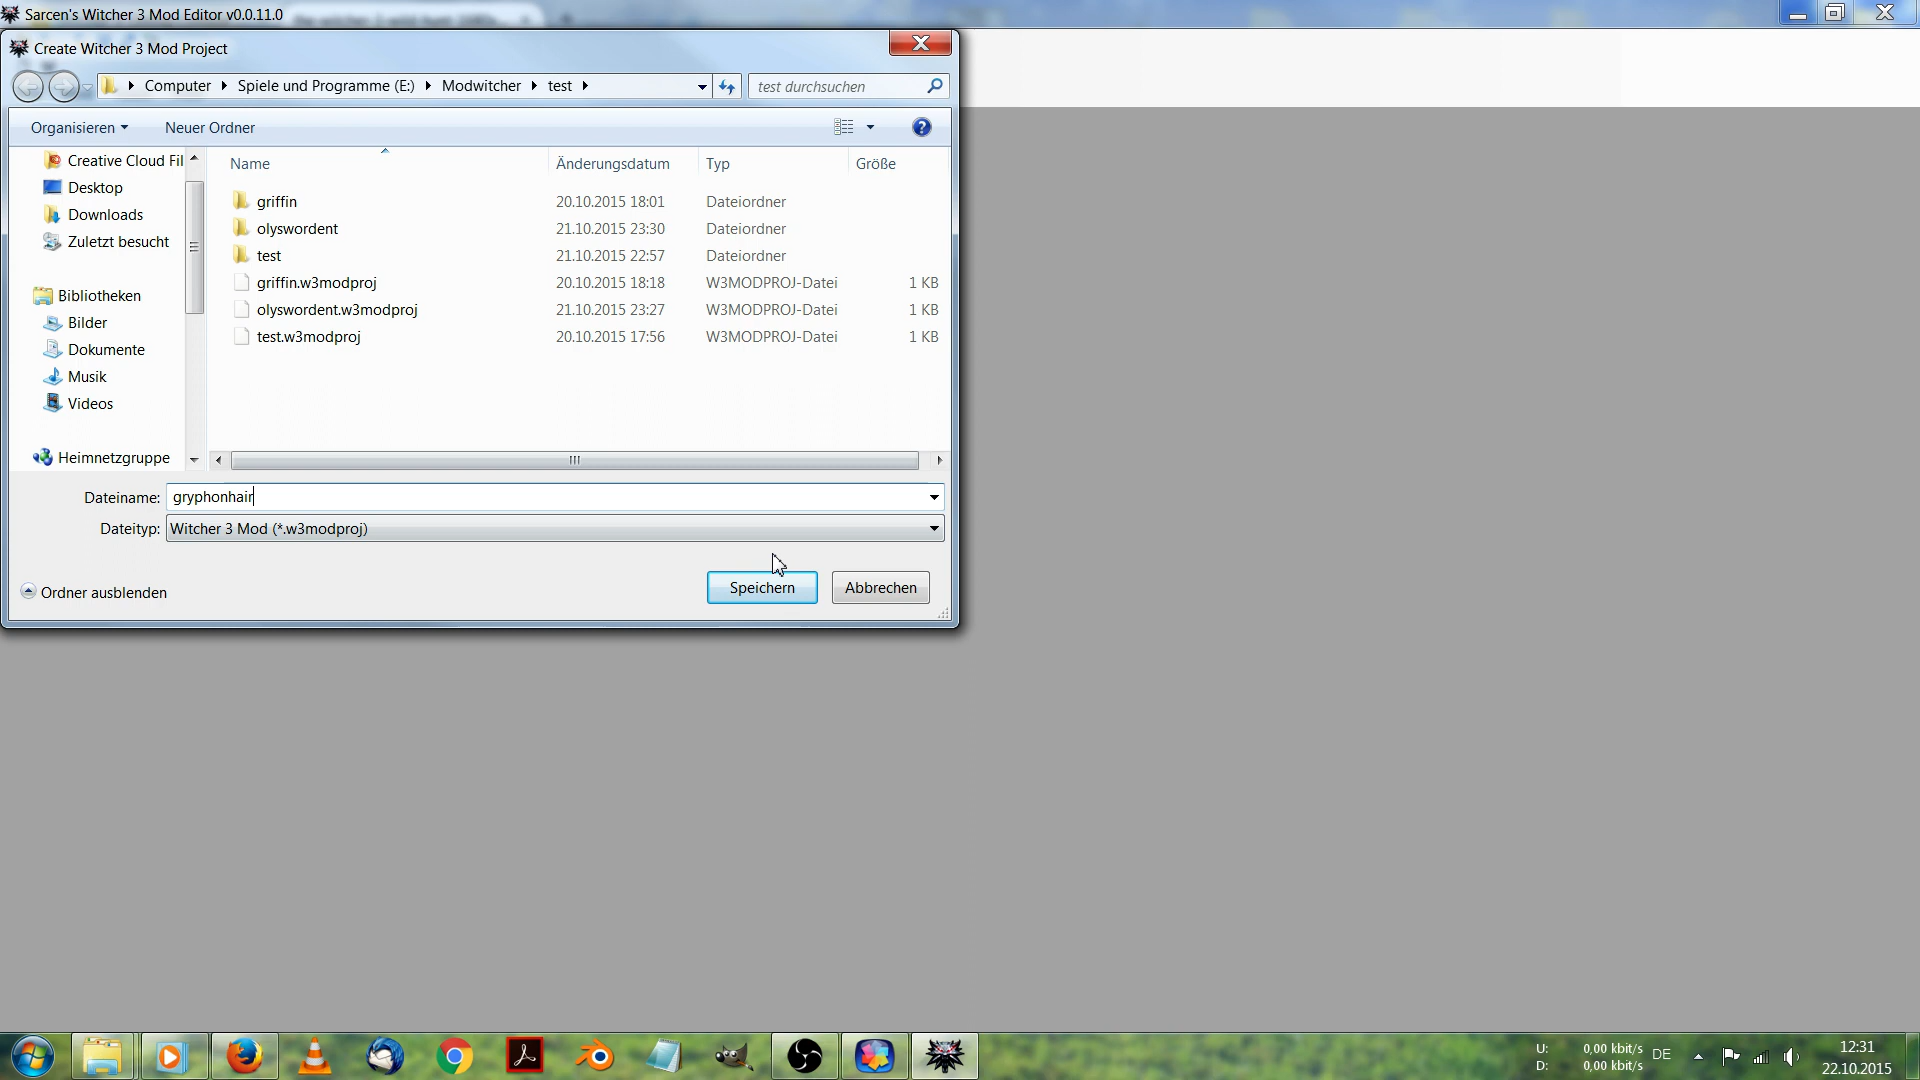 Sarcen's Witcher 3 Mod Editor v0.0.11.0
Create Witcher 3 Mod Project
Computer Spiele und Programme (E:) Modwitcher test
test durchsuchen
Organisieren Neuer Ordner
Name Änderungsdatum Typ Größe
Creative Cloud Fil
Desktop
Downloads
Zuletzt besucht
Bibliotheken
Bilder
Dokumente
Musik
Videos
Heimnetzgruppe
griffin 20.10.2015 18:01 Dateiordner
olyswordent 21.10.2015 23:30 Dateiordner
test 21.10.2015 22:57 Dateiordner
griffin.w3modproj 20.10.2015 18:18 W3MODPROJ-Datei 1 KB
olyswordent.w3modproj 21.10.2015 23:27 W3MODPROJ-Datei 1 KB
test.w3modproj 20.10.2015 17:56 W3MODPROJ-Datei 1 KB
Dateiname: gryphonhair
Dateityp: Witcher 3 Mod (*.w3modproj)
Ordner ausblenden
Speichern Abbrechen
U: 0,00 kbit/s
D: 0,00 kbit/s
DE
12:31
22.10.2015